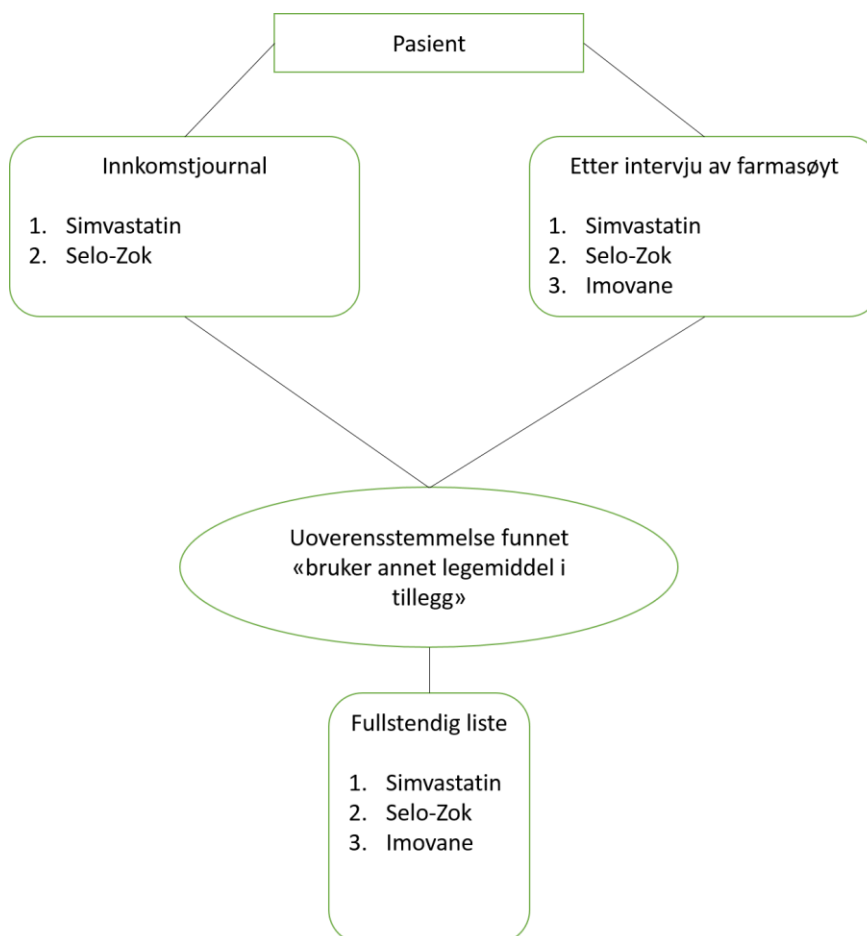 Pasient
Innkomstjournal
1. Simvastatin
2. Selo-Zok
Etter intervju av farmasøyt
1. Simvastatin
2. Selo-Zok
3. Imovane
Uoverensstemmelse funnet
«bruker annet legemiddel i
tillegg»
Fullstendig liste
1. Simvastatin
2. Selo-Zok
3. Imovane